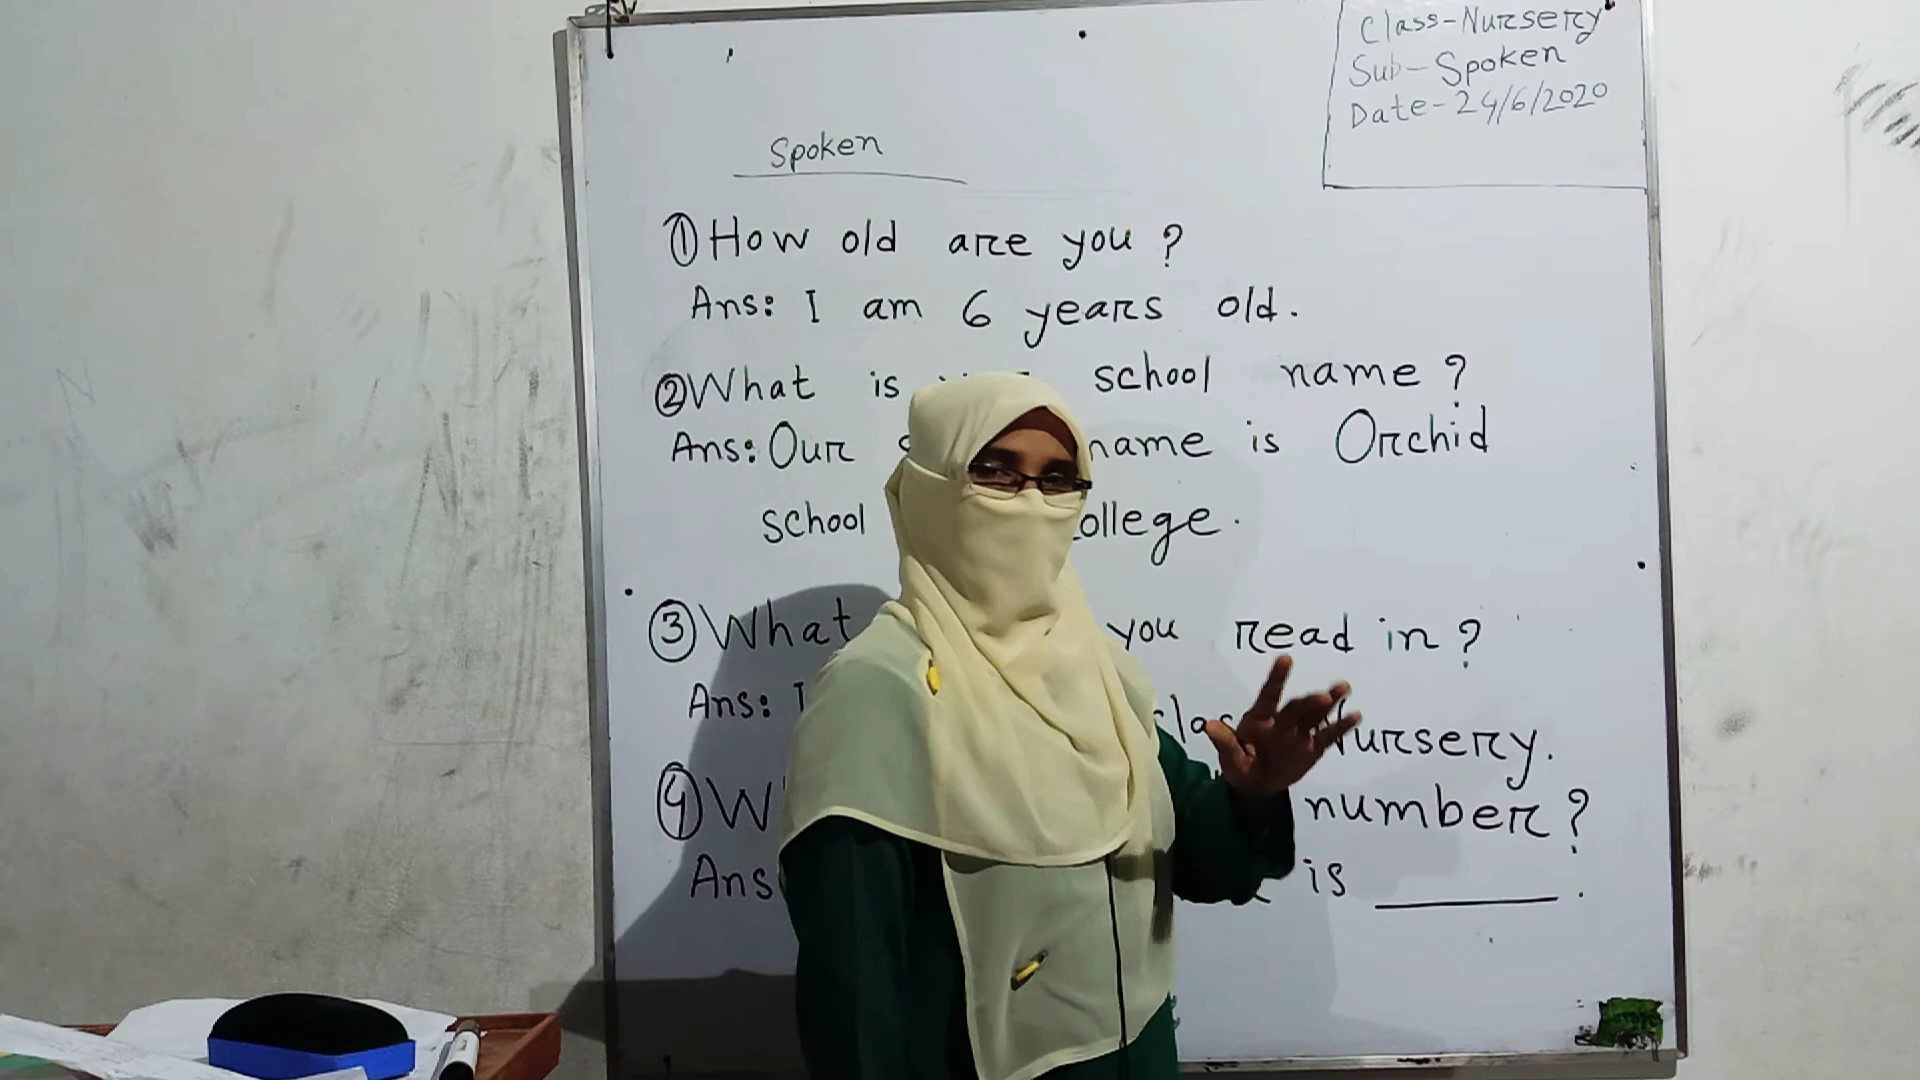 Class-Nursery
Sub-Spoken
Date-24/6/2020
Spoken
① How old are you?
Ans: I am 6 years old.
② What is school name?
Ans: Our name is Orchid
school
③ What you read in?
Ans: I Nursery.
④ number?
Ans is ______.